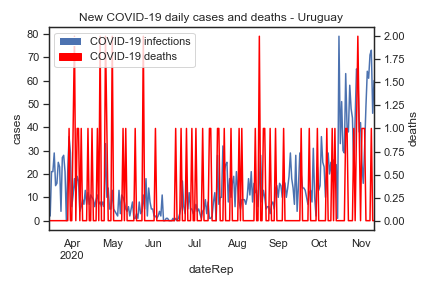 New COVID-19 daily cases and deaths - Uruguay
COVID-19 infections
COVID-19 deaths
80
70
60
50
40
30
20
10
0
cases
2.00
1.75
1.50
1.25
1.00
0.75
0.50
0.25
0.00
deaths
Apr May Jun Jul Aug Sep Oct Nov
2020
dateRep